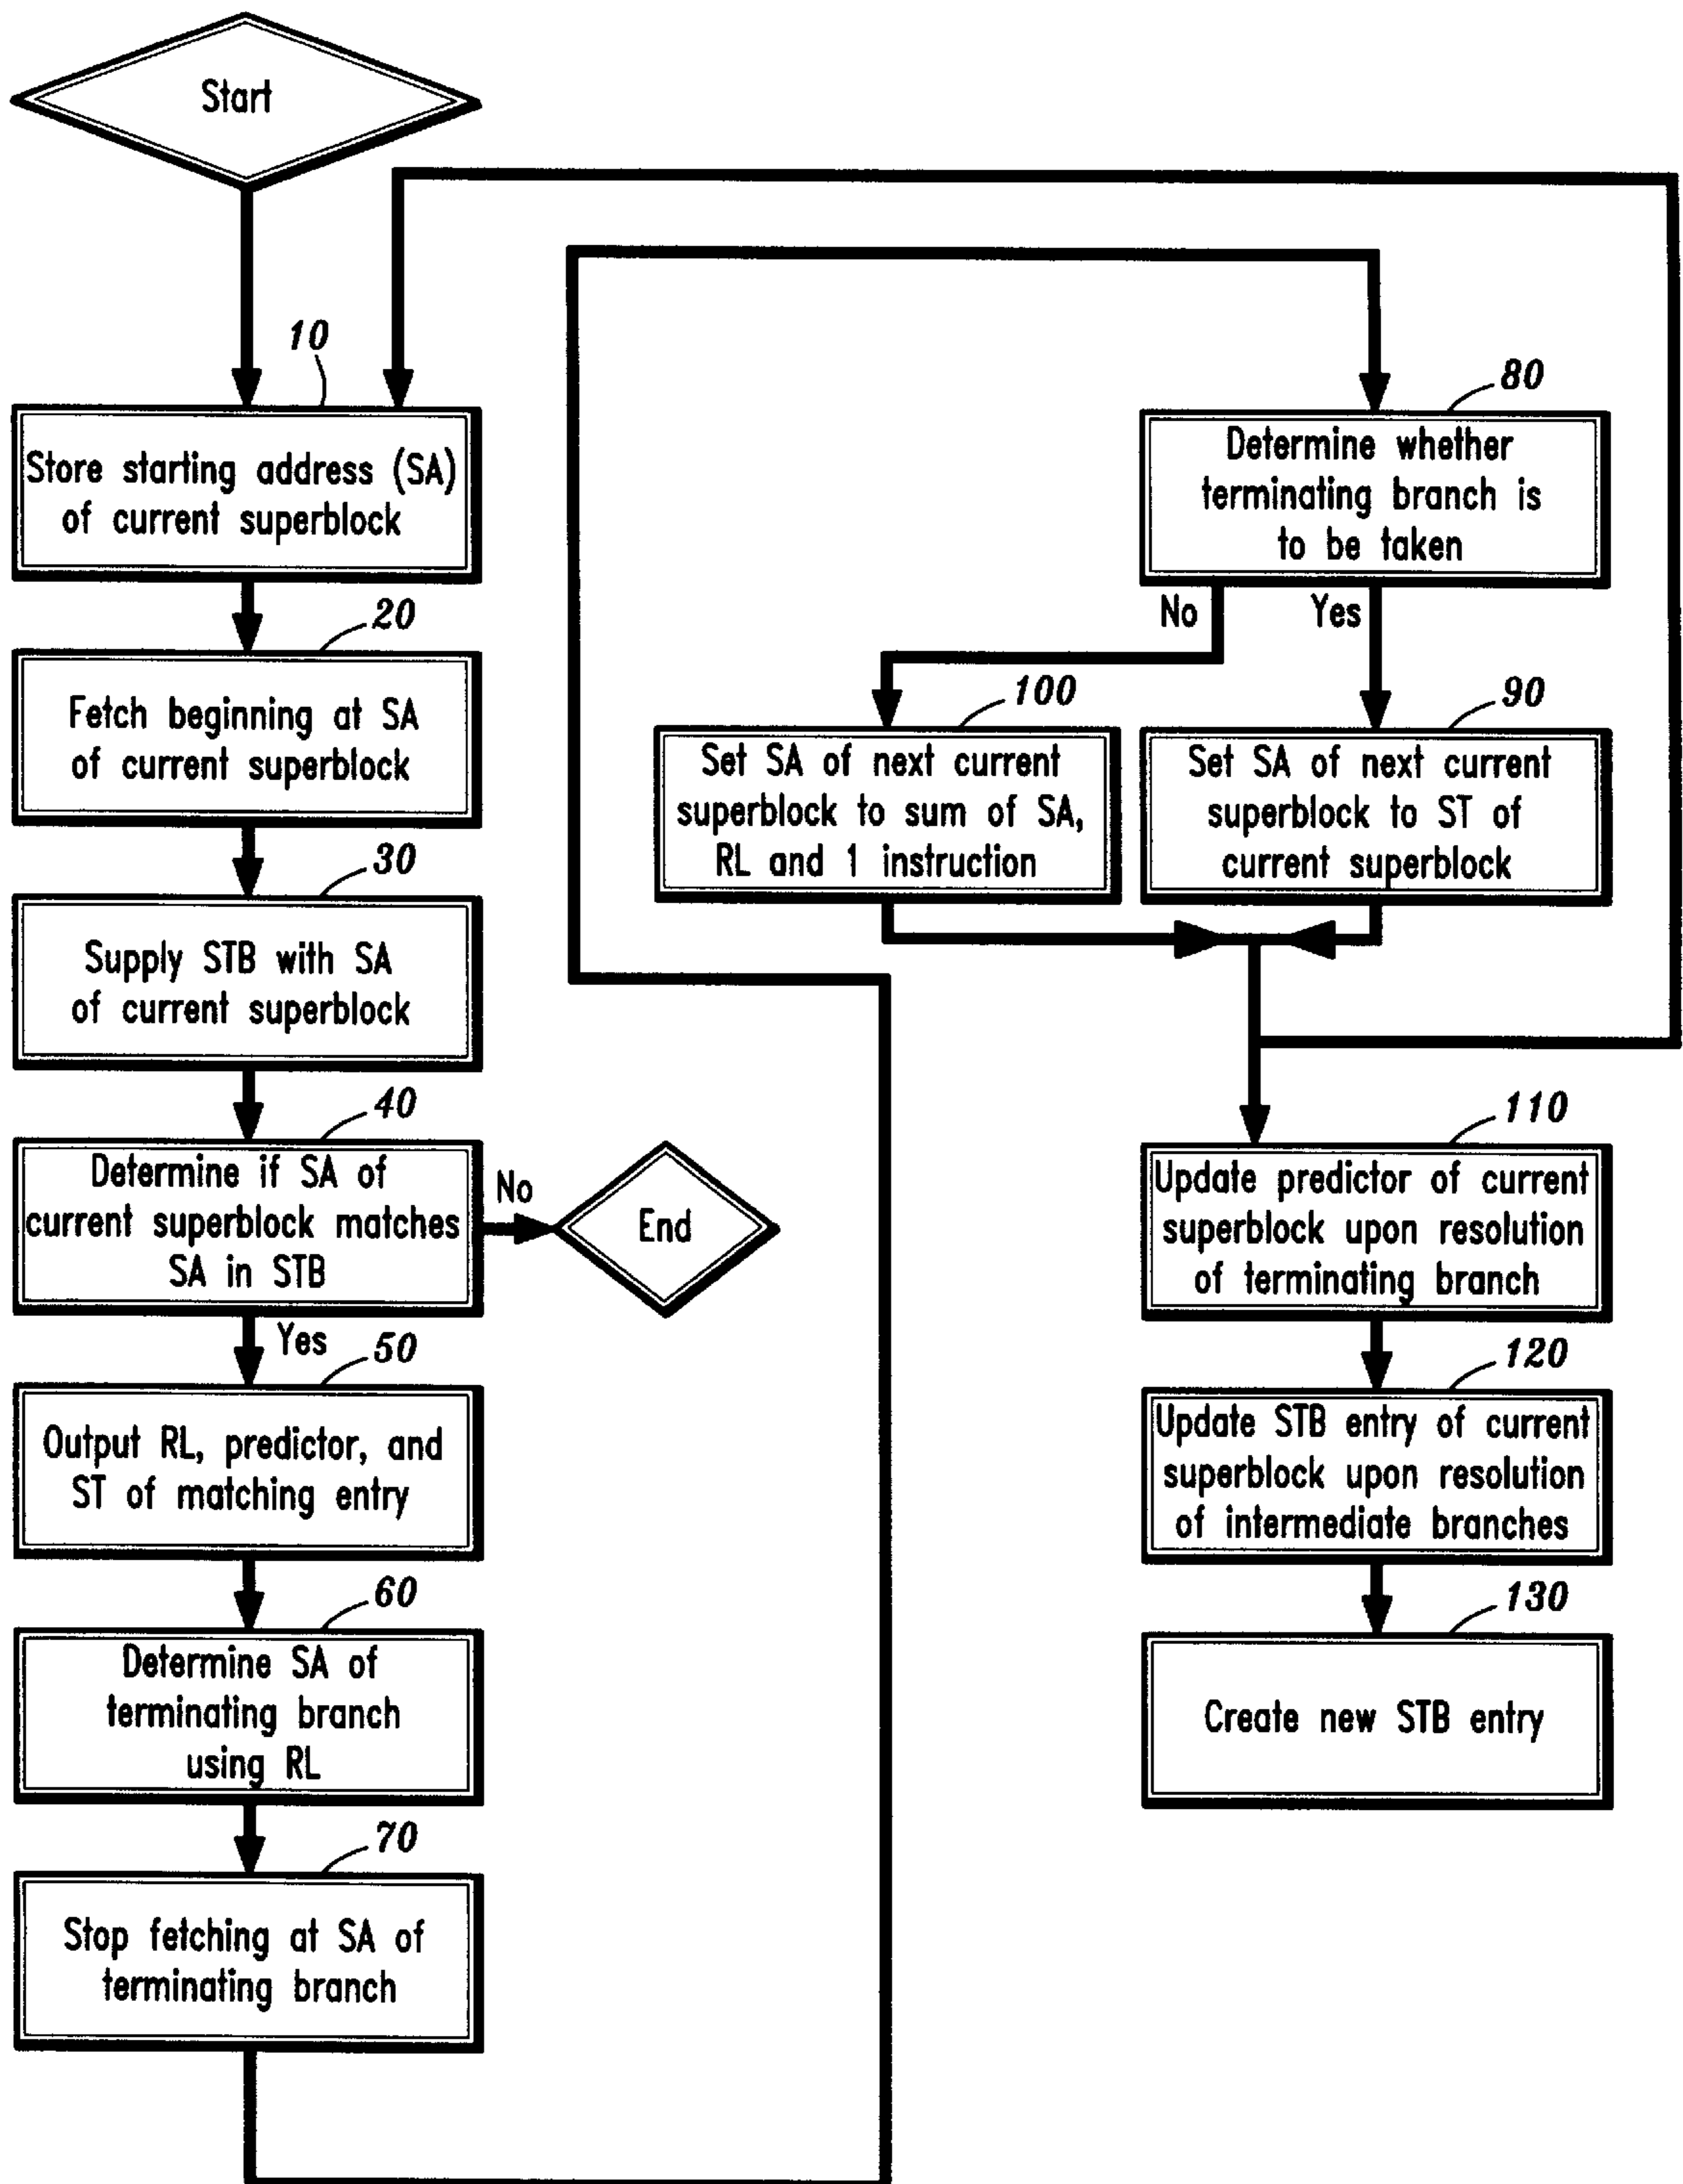 Start
10
Store starting address (SA)
of current superblock
20
Fetch beginning at SA
of current superblock
30
Supply STB with SA
of current superblock
40
Determine if SA of
current superblock matches
SA in STB
No
End
Yes
50
Output RL, predictor, and
ST of matching entry
60
Determine SA of
terminating branch
using RL
70
Stop fetching at SA of
terminating branch
80
Determine whether
terminating branch is
to be taken
No
Yes
100
Set SA of next current
superblock to sum of SA,
RL and 1 instruction
90
Set SA of next current
superblock to ST of
current superblock
110
Update predictor of current
superblock upon resolution
of terminating branch
120
Update STB entry of current
superblock upon resolution
of intermediate branches
130
Create new STB entry